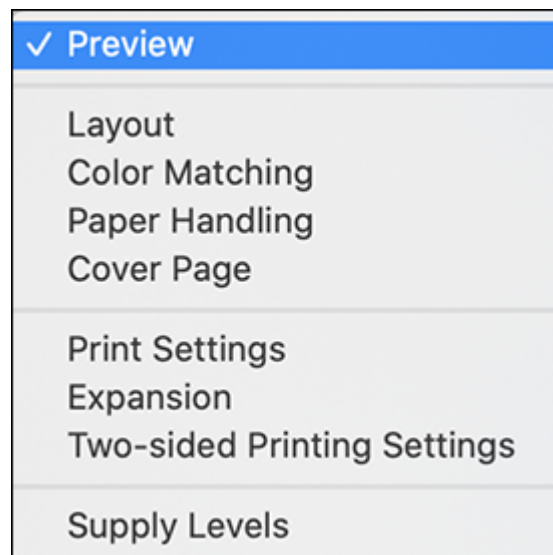 ✓ Preview
Layout
Color Matching
Paper Handling
Cover Page
Print Settings
Expansion
Two-sided Printing Settings
Supply Levels